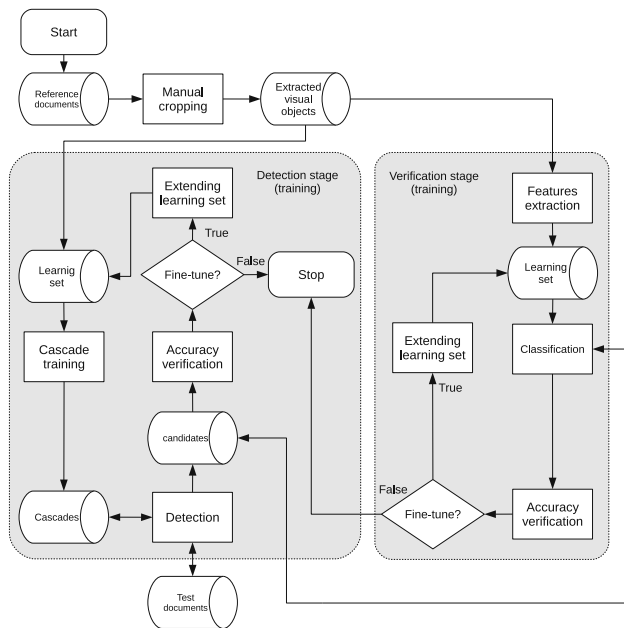 Start
Reference
documents
Manual
cropping
Extracted
visual
objects
Detection stage
(training)
Extending
learning set
True
False
Fine-tune?
Stop
Learnig
set
Cascade
training
Accuracy
verification
candidates
Cascades
Detection
Test
documents
Verification stage
(training)
Features
extraction
Learning
set
Extending
learning set
Classification
True
False
Fine-tune?
Accuracy
verification